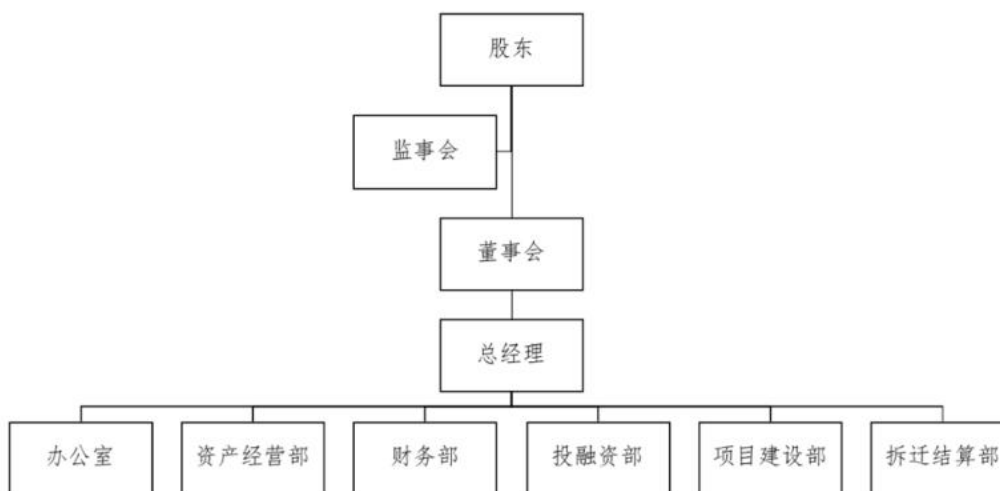 股东
监事会
董事会
总经理
办公室
资产经营部
财务部
投融资部
项目建设部
拆迁结算部